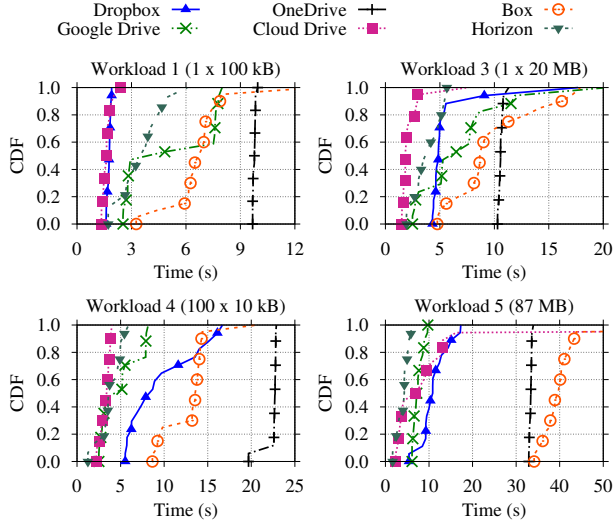 Dropbox OneDrive Box
Google Drive Cloud Drive Horizon
Workload 1 (1 x 100 kB)
CDF
1.0
0.8
0.6
0.4
0.2
0.0
0 3 6 9 12
Time (s)
Workload 3 (1 x 20 MB)
CDF
1.0
0.8
0.6
0.4
0.2
0.0
0 5 10 15 20
Time (s)
Workload 4 (100 x 10 kB)
CDF
1.0
0.8
0.6
0.4
0.2
0.0
0 5 10 15 20 25
Time (s)
Workload 5 (87 MB)
CDF
1.0
0.8
0.6
0.4
0.2
0.0
0 10 20 30 40 50
Time (s)